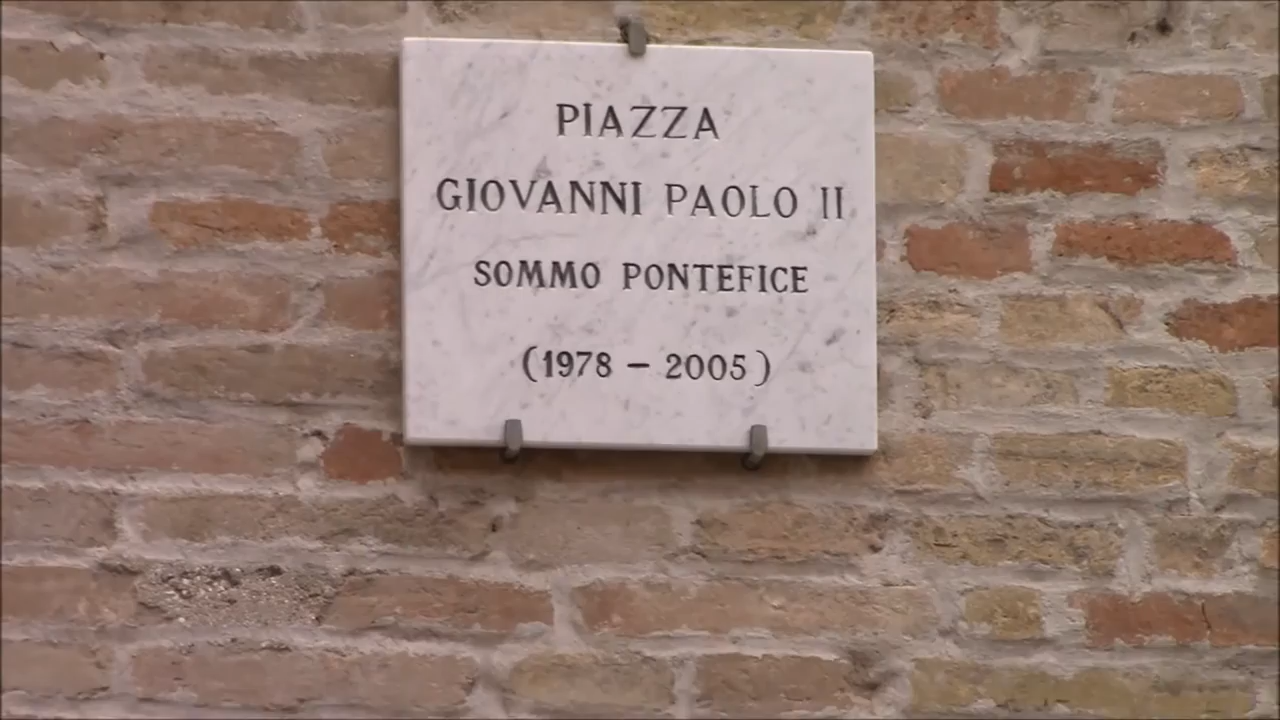 PIAZZA
GIOVANNI PAOLO II
SOMMO PONTEFICE
(1978 - 2005)